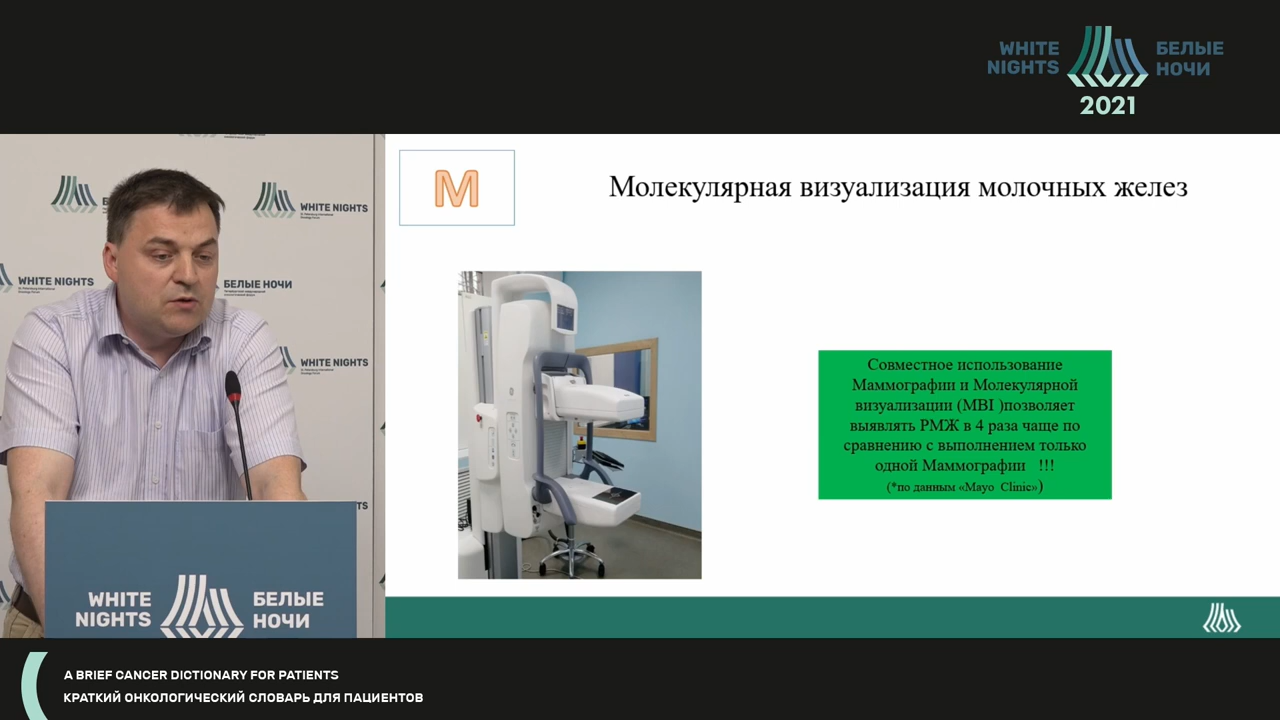 WHITE
NIGHTS
БЕЛЫЕ
НОЧИ
2021
WHITE NIGHTS
WHITE NIGHTS
БЕЛЫЕ НОЧИ
WHITE NIGHTS
WHITE
NIGHTS
БЕЛЫЕ
НОЧИ
М
Молекулярная визуализация молочных желез
Совместное использование
Маммографии и Молекулярной
визуализации (MBI )позволяет
выявлять РМЖ в 4 раза чаще по
сравнению с выполнением только
одной Маммографии !!!
(*по данным «Mayo Clinic»)
A BRIEF CANCER DICTIONARY FOR PATIENTS
КРАТКИЙ ОНКОЛОГИЧЕСКИЙ СЛОВАРЬ ДЛЯ ПАЦИЕНТОВ